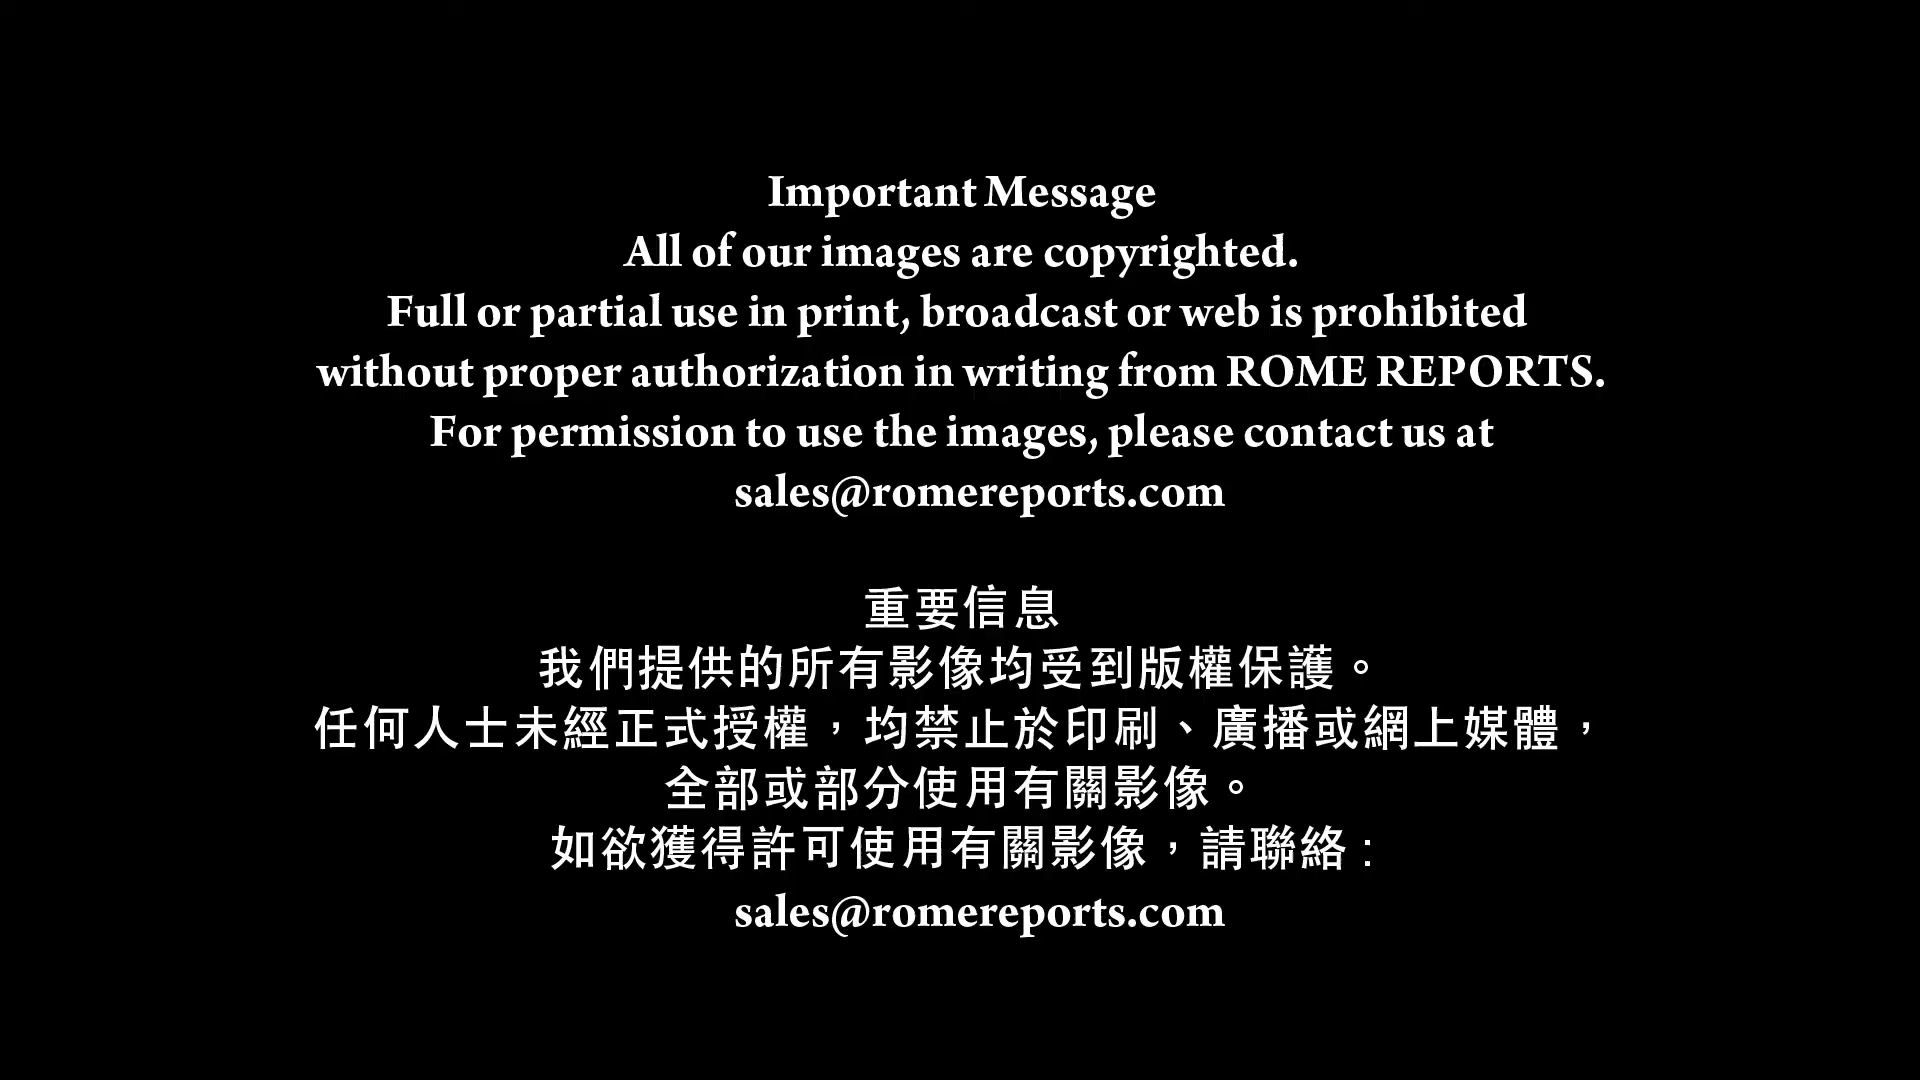 Important Message
All of our images are copyrighted.
Full or partial use in print, broadcast or web is prohibited
without proper authorization in writing from ROME REPORTS.
For permission to use the images, please contact us at
sales@romereports.com
重要信息
我們提供的所有影像均受到版權保護。
任何人士未經正式授權，均禁止於印刷、廣播或網上媒體，
全部或部分使用有關影像。
如欲獲得許可使用有關影像，請聯絡：
sales@romereports.com